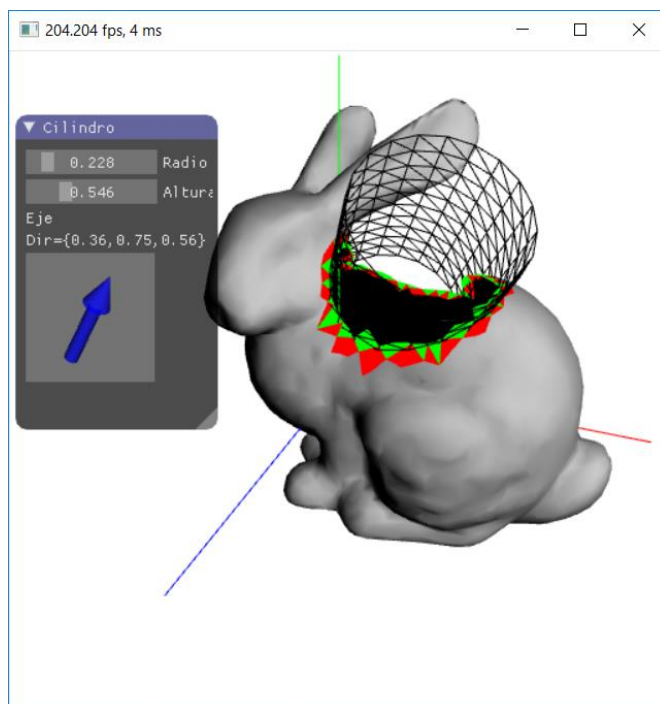 204.204 fps, 4 ms
Cilindro
0.228 Radio
0.546 Altura
Eje
Dir={0.36,0.75,0.56}